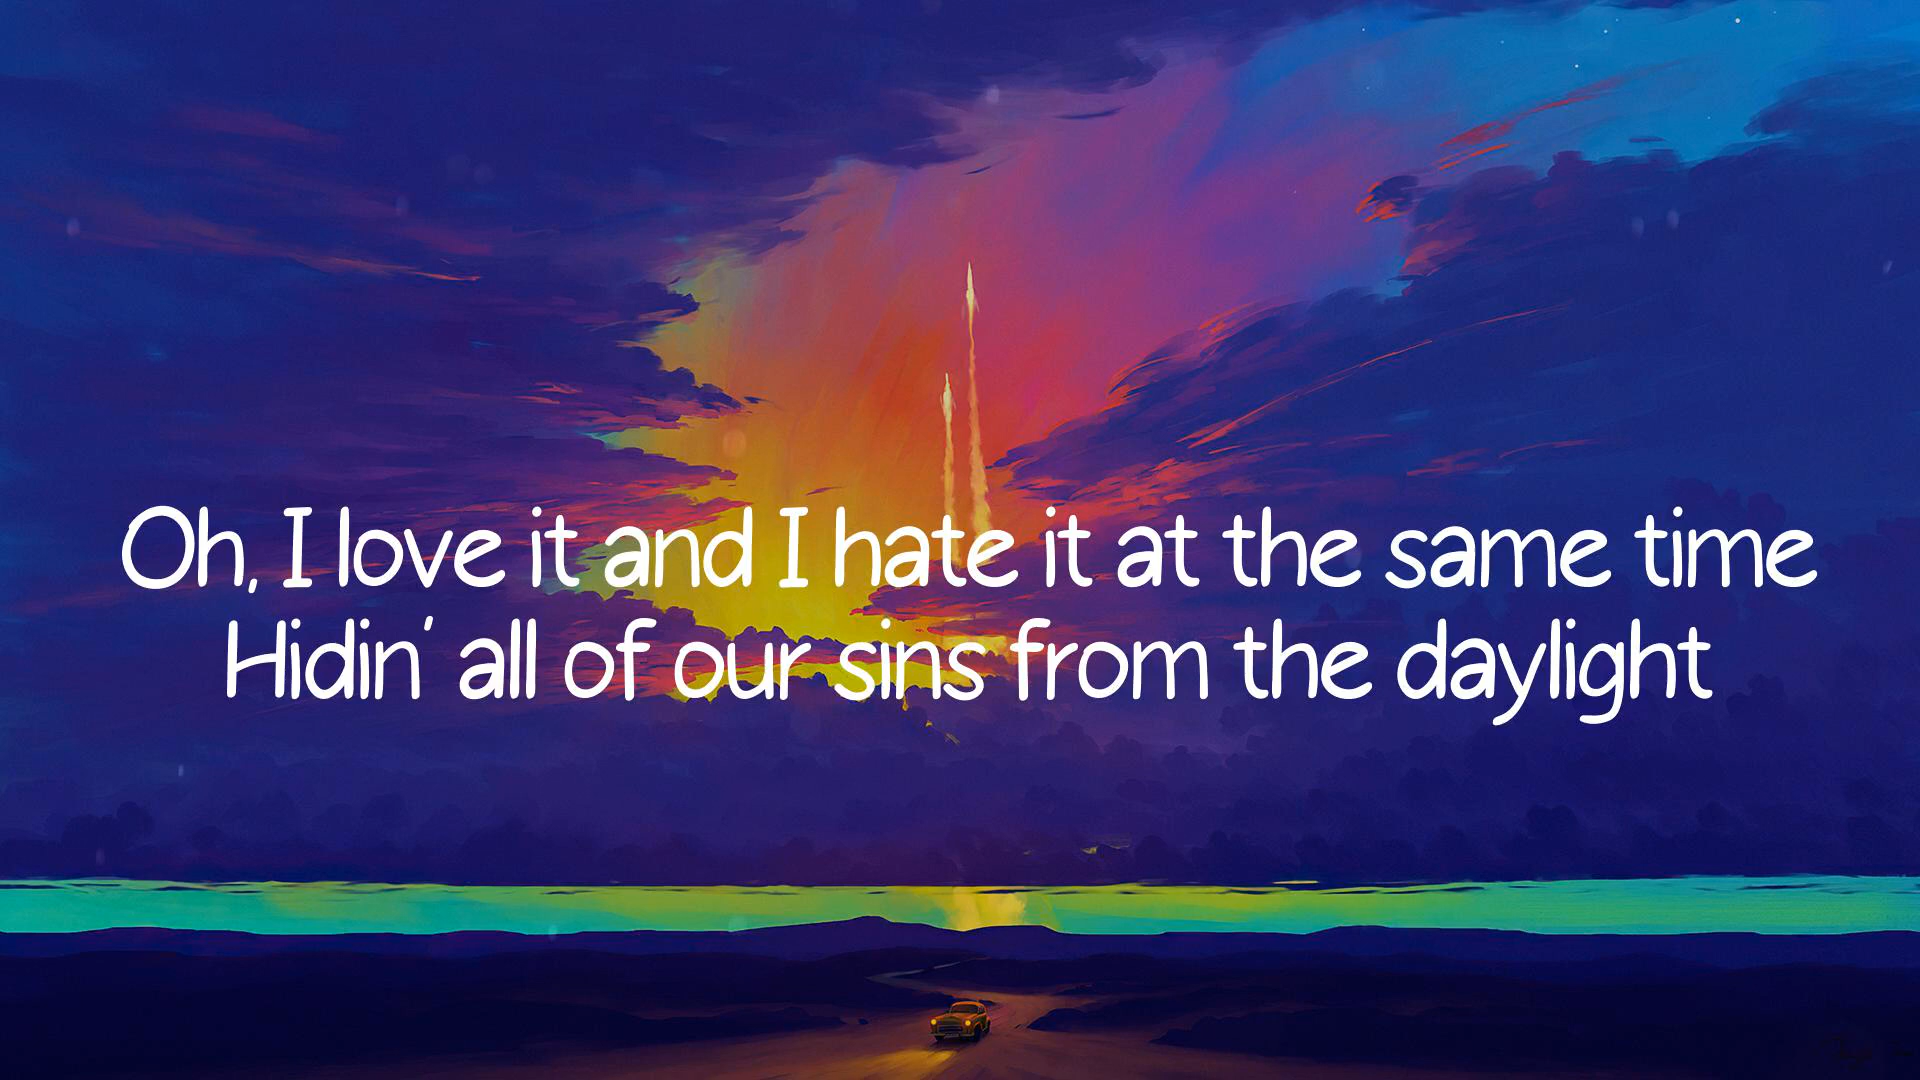 Oh, I love it and I hate it at the same time
Hidin' all of our sins from the daylight